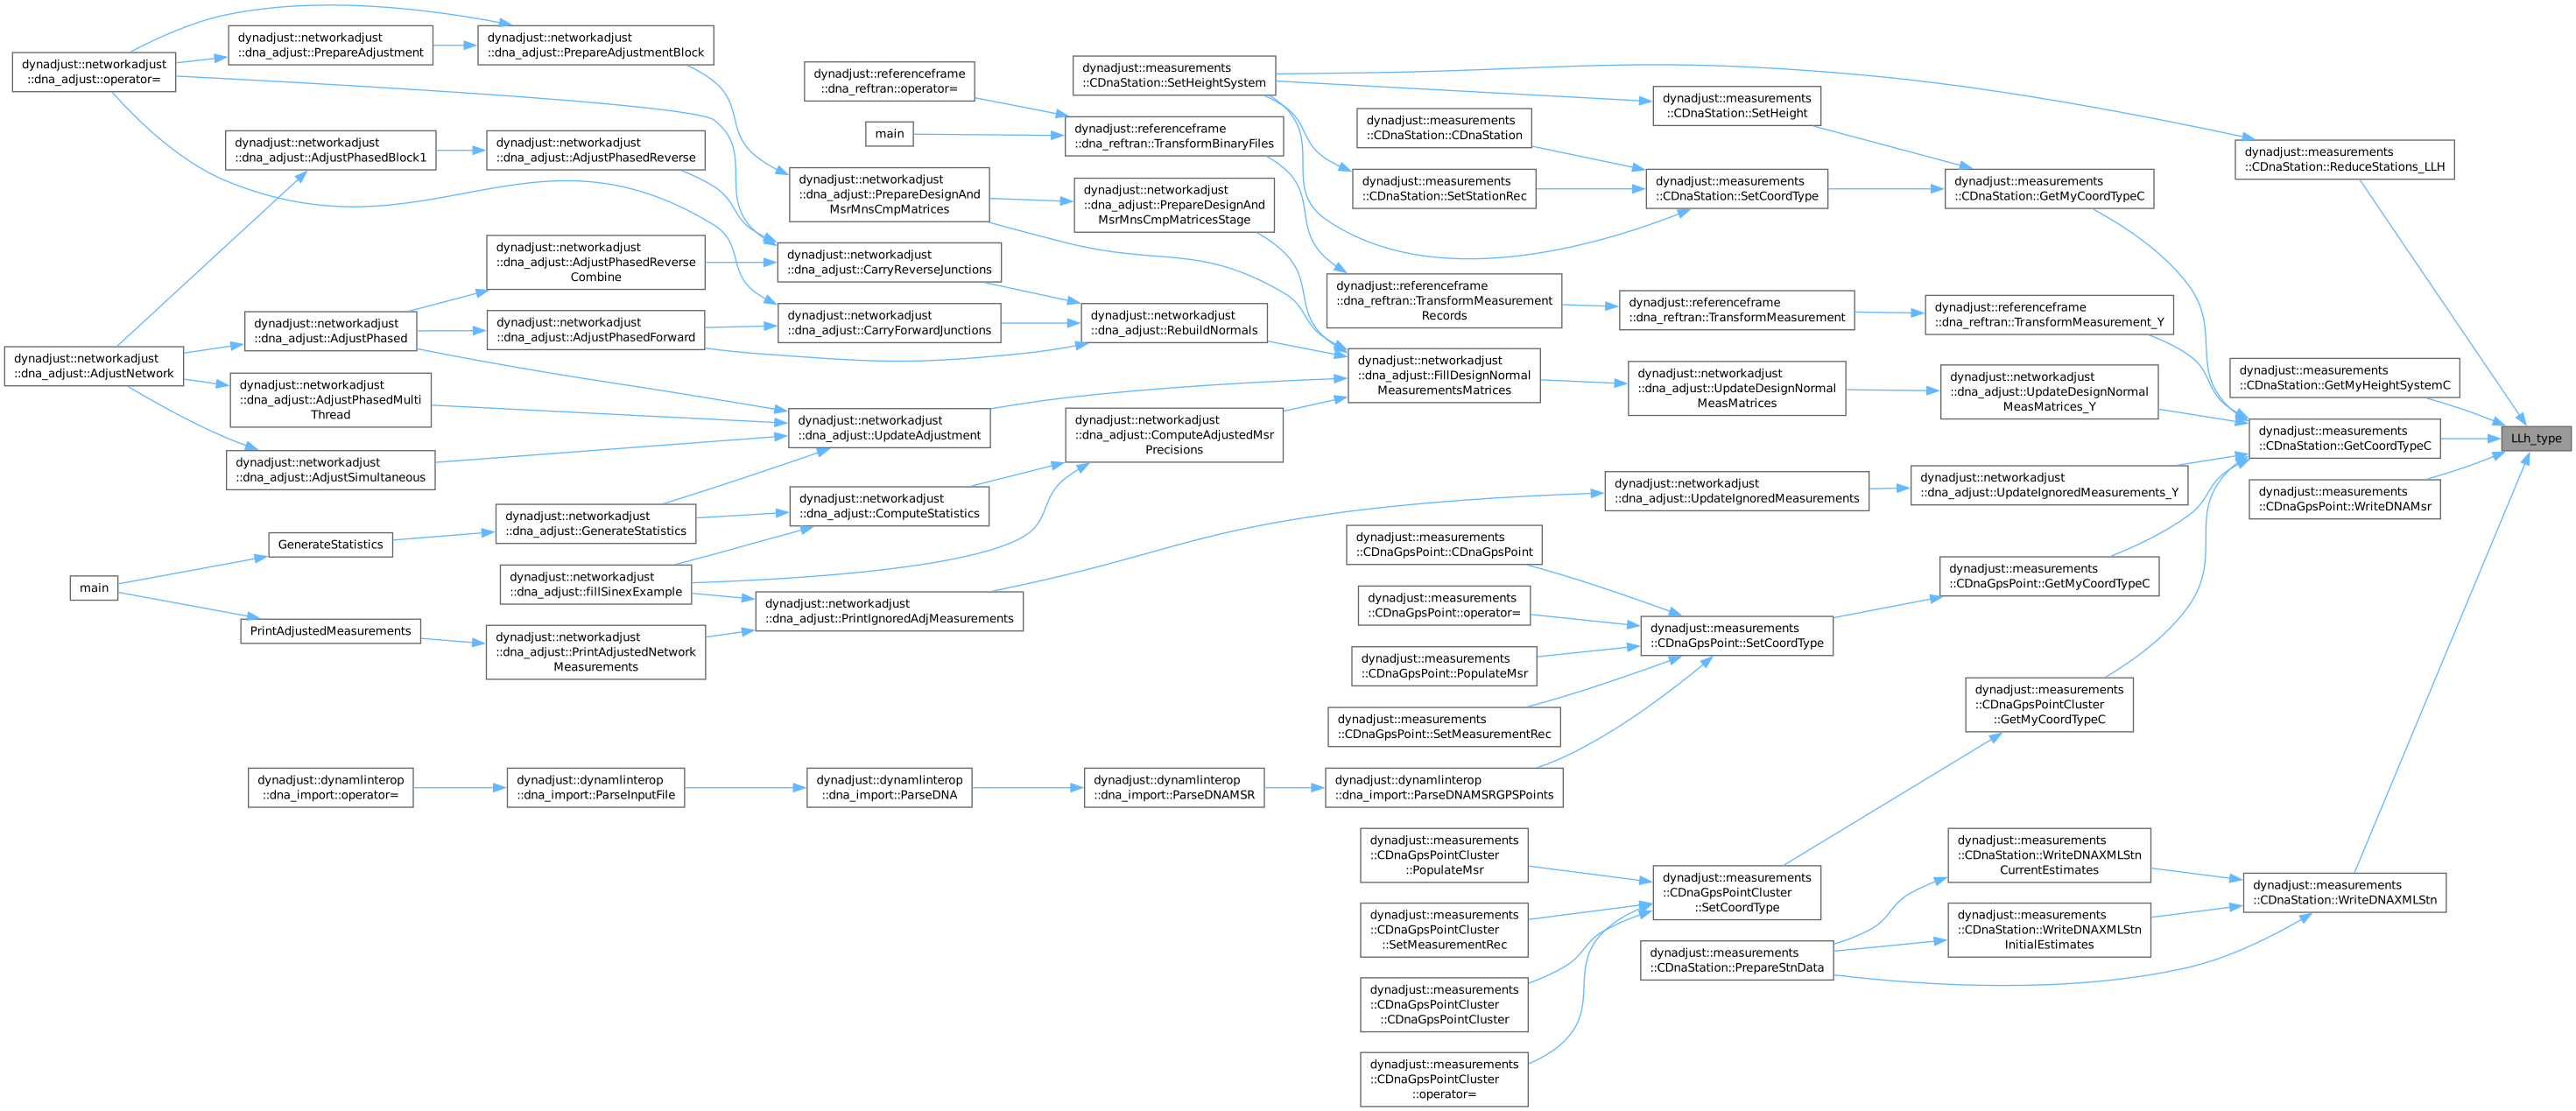 dynadjust::networkadjust
::dna_adjust::operator=
dynadjust::networkadjust
::dna_adjust::PrepareAdjustment
dynadjust::networkadjust
::dna_adjust::PrepareAdjustmentBlock
dynadjust::networkadjust
::dna_adjust::AdjustPhasedBlock1
dynadjust::networkadjust
::dna_adjust::AdjustPhasedReverse
dynadjust::networkadjust
::dna_adjust::AdjustPhasedReverse
Combine
dynadjust::networkadjust
::dna_adjust::AdjustPhased
dynadjust::networkadjust
::dna_adjust::AdjustPhasedForward
dynadjust::networkadjust
::dna_adjust::AdjustNetwork
dynadjust::networkadjust
::dna_adjust::AdjustPhasedMulti
Thread
dynadjust::networkadjust
::dna_adjust::AdjustSimultaneous
dynadjust::networkadjust
::dna_adjust::GenerateStatistics
GenerateStatistics
main
dynadjust::networkadjust
::dna_adjust::fillSinexExample
PrintAdjustedMeasurements
dynadjust::networkadjust
::dna_adjust::PrintAdjustedNetwork
Measurements
dynadjust::referenceframe
::dna_reftran::operator=
main
dynadjust::networkadjust
::dna_adjust::PrepareDesignAnd
MsrMnsCmpMatrices
dynadjust::networkadjust
::dna_adjust::CarryReverseJunctions
dynadjust::networkadjust
::dna_adjust::CarryForwardJunctions
dynadjust::networkadjust
::dna_adjust::UpdateAdjustment
dynadjust::networkadjust
::dna_adjust::ComputeStatistics
dynadjust::networkadjust
::dna_adjust::PrintIgnoredAdjMeasurements
dynadjust::measurements
::CDnaStation::SetHeightSystem
dynadjust::referenceframe
::dna_reftran::TransformBinaryFiles
dynadjust::networkadjust
::dna_adjust::PrepareDesignAnd
MsrMnsCmpMatricesStage
dynadjust::networkadjust
::dna_adjust::RebuildNormals
dynadjust::networkadjust
::dna_adjust::ComputeAdjustedMsr
Precisions
dynadjust::measurements
::CDnaStation::CDnaStation
dynadjust::measurements
::CDnaStation::SetStationRec
dynadjust::referenceframe
::dna_reftran::TransformMeasurement
Records
dynadjust::networkadjust
::dna_adjust::FillDesignNormal
MeasurementsMatrices
dynadjust::measurements
::CDnaGpsPoint::CDnaGpsPoint
dynadjust::measurements
::CDnaGpsPoint::operator=
dynadjust::measurements
::CDnaGpsPoint::PopulateMsr
dynadjust::measurements
::CDnaGpsPoint::SetMeasurementRec
dynadjust::measurements
::CDnaStation::SetHeight
dynadjust::measurements
::CDnaStation::SetCoordType
dynadjust::referenceframe
::dna_reftran::TransformMeasurement
dynadjust::networkadjust
::dna_adjust::UpdateDesignNormal
MeasMatrices
dynadjust::networkadjust
::dna_adjust::UpdateIgnoredMeasurements
dynadjust::measurements
::CDnaGpsPoint::SetCoordType
dynadjust::measurements
::CDnaStation::GetMyCoordTypeC
dynadjust::referenceframe
::dna_reftran::TransformMeasurement_Y
dynadjust::networkadjust
::dna_adjust::UpdateDesignNormal
MeasMatrices_Y
dynadjust::networkadjust
::dna_adjust::UpdateIgnoredMeasurements_Y
dynadjust::measurements
::CDnaGpsPoint::GetMyCoordTypeC
dynadjust::measurements
::CDnaGpsPointCluster
::GetMyCoordTypeC
dynadjust::measurements
::CDnaStation::ReduceStations_LLH
dynadjust::measurements
::CDnaStation::GetMyHeightSystemC
dynadjust::measurements
::CDnaStation::GetCoordTypeC
dynadjust::measurements
::CDnaGpsPoint::WriteDNAMsr
LLh_type
dynadjust::dynamlinterop
::dna_import::operator=
dynadjust::dynamlinterop
::dna_import::ParseInputFile
dynadjust::dynamlinterop
::dna_import::ParseDNA
dynadjust::dynamlinterop
::dna_import::ParseDNAMSR
dynadjust::dynamlinterop
::dna_import::ParseDNAMSRGPSPoints
dynadjust::measurements
::CDnaGpsPointCluster
::PopulateMsr
dynadjust::measurements
::CDnaGpsPointCluster
::SetMeasurementRec
dynadjust::measurements
::CDnaGpsPointCluster
::CDnaGpsPointCluster
dynadjust::measurements
::CDnaGpsPointCluster
::operator=
dynadjust::measurements
::CDnaGpsPointCluster
::SetCoordType
dynadjust::measurements
::CDnaStation::PrepareStnData
dynadjust::measurements
::CDnaStation::WriteDNAXMLStn
CurrentEstimates
dynadjust::measurements
::CDnaStation::WriteDNAXMLStn
InitialEstimates
dynadjust::measurements
::CDnaStation::WriteDNAXMLStn